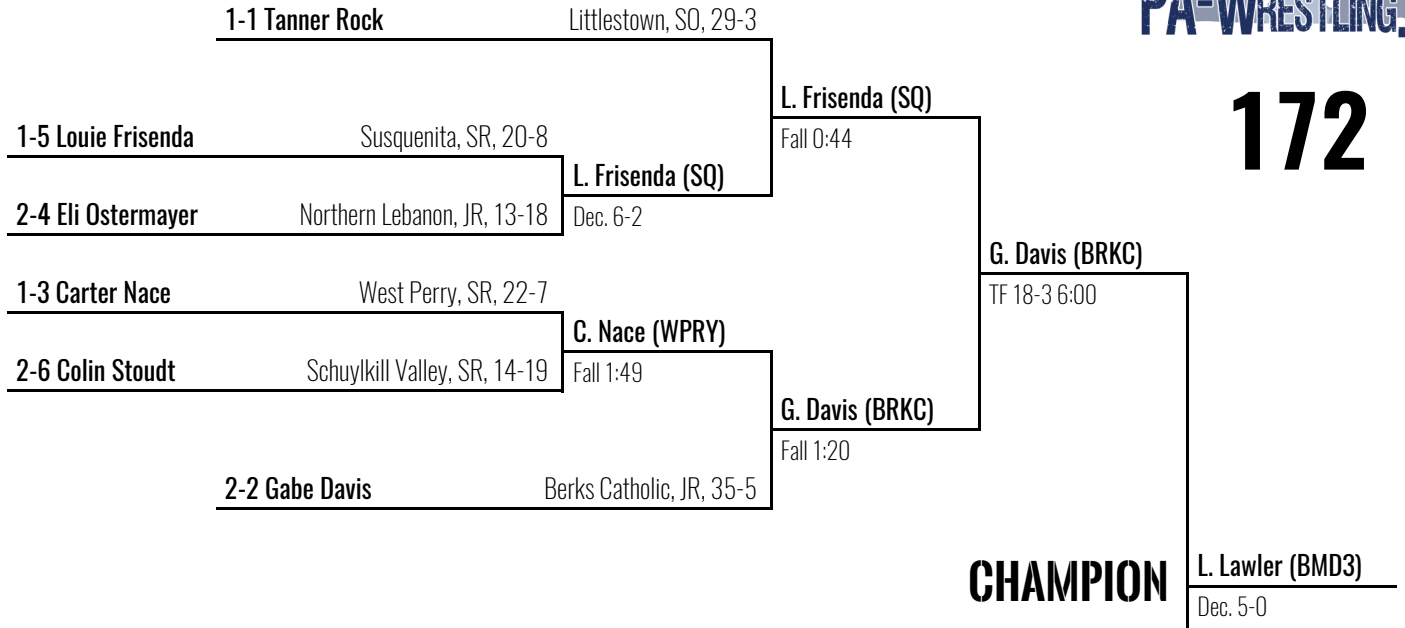 PA-WRESTLING.
172
1-1 Tanner Rock Littlestown, SO, 29-3
L. Frisenda (SQ)
Fall 0:44
1-5 Louie Frisenda Susquenita, SR, 20-8
L. Frisenda (SQ)
Dec. 6-2
2-4 Eli Ostermayer Northern Lebanon, JR, 13-18
G. Davis (BRKC)
TF 18-3 6:00
1-3 Carter Nace West Perry, SR, 22-7
C. Nace (WPRY)
Fall 1:49
2-6 Colin Stoudt Schuylkill Valley, SR, 14-19
G. Davis (BRKC)
Fall 1:20
2-2 Gabe Davis Berks Catholic, JR, 35-5
CHAMPION
L. Lawler (BMD3)
Dec. 5-0